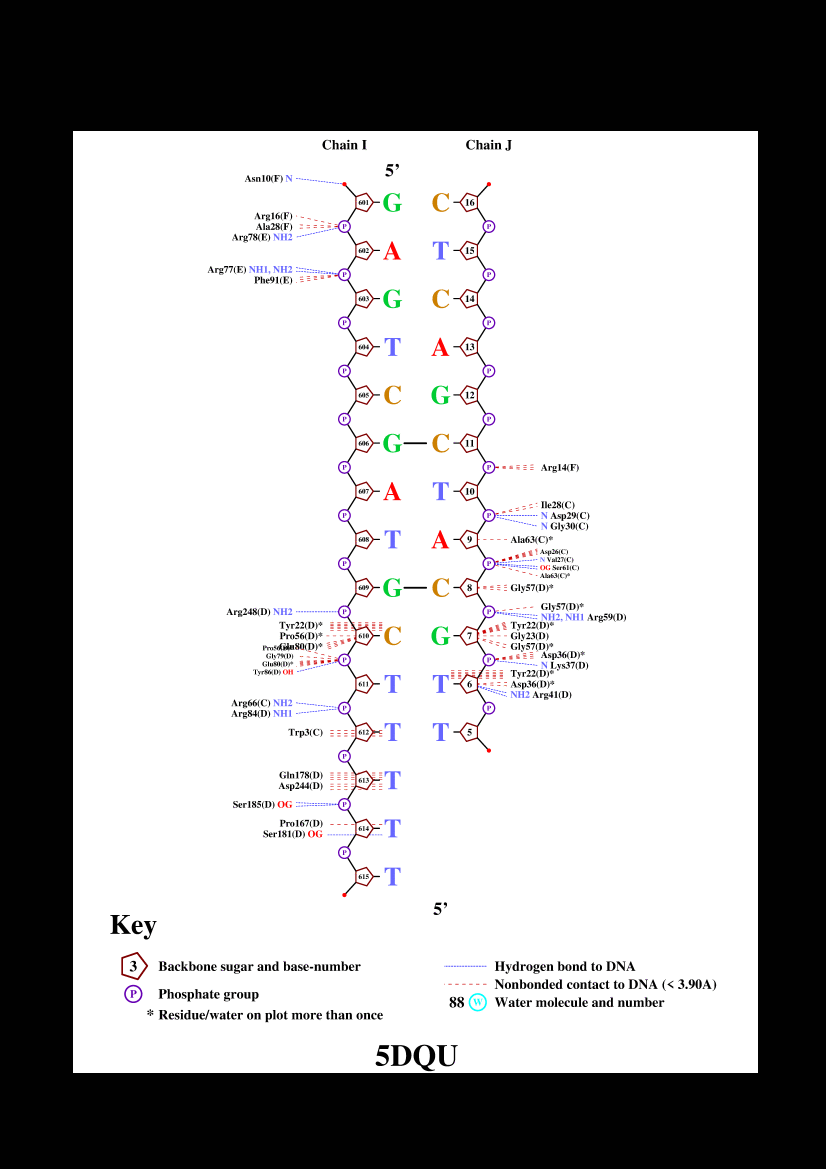 Chain I Chain J
5’
Asn10(F) N
601 G C 16
Arg16(F)
Ala28(F)
P P
Arg78(E) NH2
602 A T 15
Arg77(E) NH1, NH2
P P
Phe91(E)
603 G C 14
P P
604 T A 13
P P
605 C G 12
P P
606 G C 11
P P Arg14(F)
607 A T 10
Ile28(C)
P P N Asp29(C)
N Gly30(C)
608 T A 9 Ala63(C)*
Asp26(C)
N Val27(C)
P P OG Ser61(C)
Ala63(C)*
609 G C 8 Gly57(D)*
Gly57(D)*
Arg248(D) NH2 P P NH2, NH1 Arg59(D)
Tyr22(D)* Tyr22(D)*
Pro56(D)* 610 C G 7 Gly23(D)
Glu80(D)* Gly57(D)*
Gly79(D) Asp36(D)*
Glu80(D)* P P N Lys37(D)
Tyr86(D) OH Tyr22(D)*
611 T T 6 Asp36(D)*
NH2 Arg41(D)
Arg66(C) NH2 P P
Arg84(D) NH1
Trp3(C) 612 T T 5
P
Gln178(D)
613 T
Asp244(D)
Ser185(D) OG P
Pro167(D)
614 T
Ser181(D) OG
P
615 T
5’
Key
3 Backbone sugar and base-number
P Phosphate group
* Residue/water on plot more than once
Hydrogen bond to DNA
Nonbonded contact to DNA (< 3.90A)
88 W Water molecule and number
5DQU